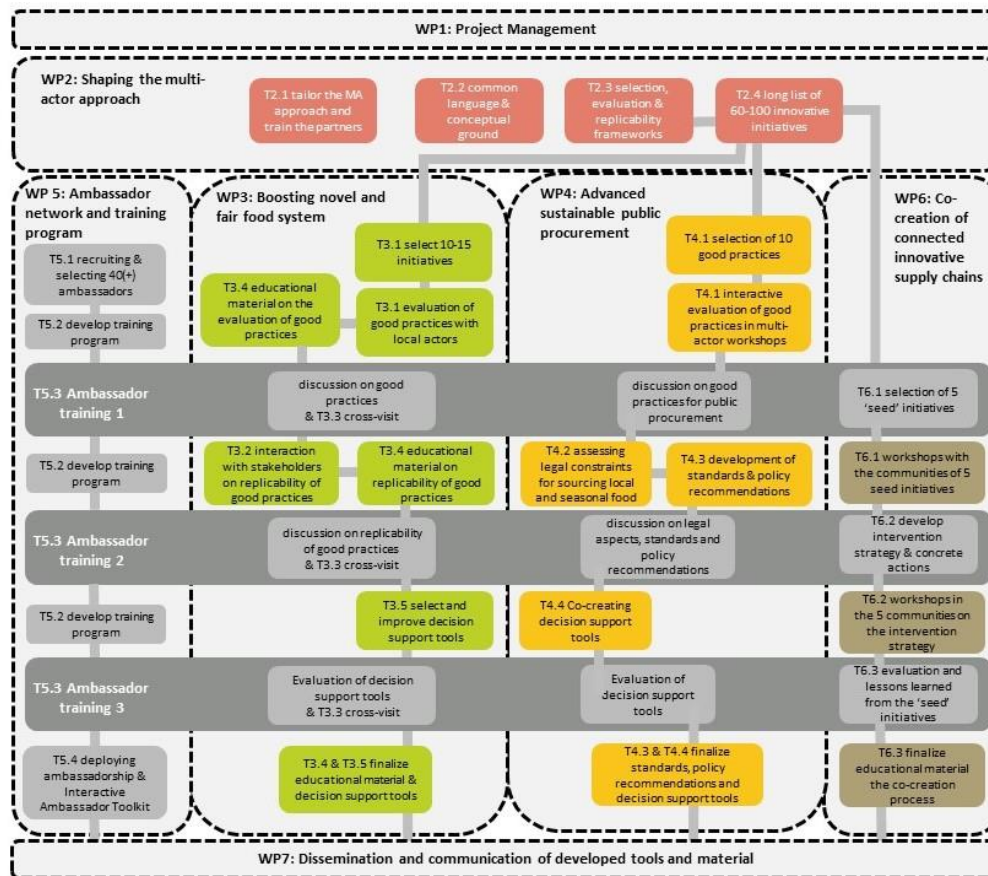 WP1: Project Management
WP2: Shaping the multi-
actor approach
T2.1 tailor the MA
approach and
train the partners
T2.2 common
language &
conceptual
ground
T2.3 selection,
evaluation &
replicability
frameworks
T2.4 long list of
60-100 innovative
initiatives
WP 5: Ambassador
network and training
program
WP3: Boosting novel and
fair food system
WP4: Advanced
sustainable public
procurement
WP6: Co-
creation of
connected
innovative
supply chains
T5.1 recruiting &
selecting 40(+)
ambassadors
T5.2 develop training
program
T3.1 select 10-15
initiatives
T3.4 educational
material on the
evaluation of good
practices
T3.1 evaluation of
good practices with
local actors
T4.1 selection of 10
good practices
T4.1 interactive
evaluation of good
practices in multi-
actor workshops
T5.3 Ambassador
training 1
discussion on good
practices
& T3.3 cross-visit
discussion on good
practices for public
procurement
T6.1 selection of 5
‘seed’ initiatives
T5.2 develop training
program
T3.2 interaction
with stakeholders
on replicability of
good practices
T3.4 educational
material on
replicability of good
practices
T4.2 assessing
legal constraints
for sourcing local
and seasonal food
T4.3 development of
standards & policy
recommendations
T6.1 workshops with
the communities of 5
seed initiatives
T5.3 Ambassador
training 2
discussion on replicability
of good practices
& T3.3 cross-visit
discussion on legal
aspects, standards and
policy
recommendations
T6.2 develop
intervention
strategy & concrete
actions
T5.2 develop training
program
T3.5 select and
improve decision
support tools
T4.4 Co-creating
decision support
tools
T6.2 workshops in
the 5 communities on
the intervention
strategy
T5.3 Ambassador
training 3
Evaluation of decision
support tools
& T3.3 cross-visit
Evaluation of
decision support
tools
T6.3 evaluation and
lessons learned
from the ‘seed’
initiatives
T5.4 deploying
ambassadorship &
Interactive
Ambassador Toolkit
T3.4 & T3.5 finalize
educational material &
decision support tools
T4.3 & T4.4 finalize
standards, policy
recommendations and
decision support tools
T6.3 finalize
educational material
the co-creation
process
WP7: Dissemination and communication of developed tools and material